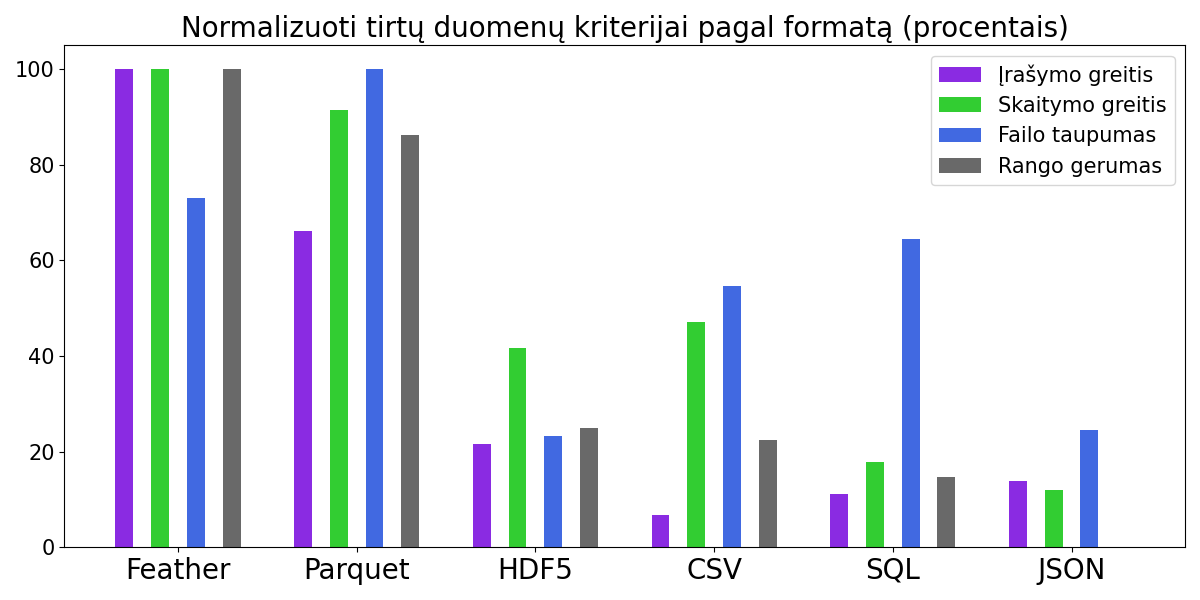 Normalizuoti tirtų duomenų kriterijai pagal formatą (procentais)
100
80
60
40
20
0
Įrašymo greitis
Skaitymo greitis
Failo taupumas
Rango gerumas
Feather Parquet HDF5 CSV SQL JSON